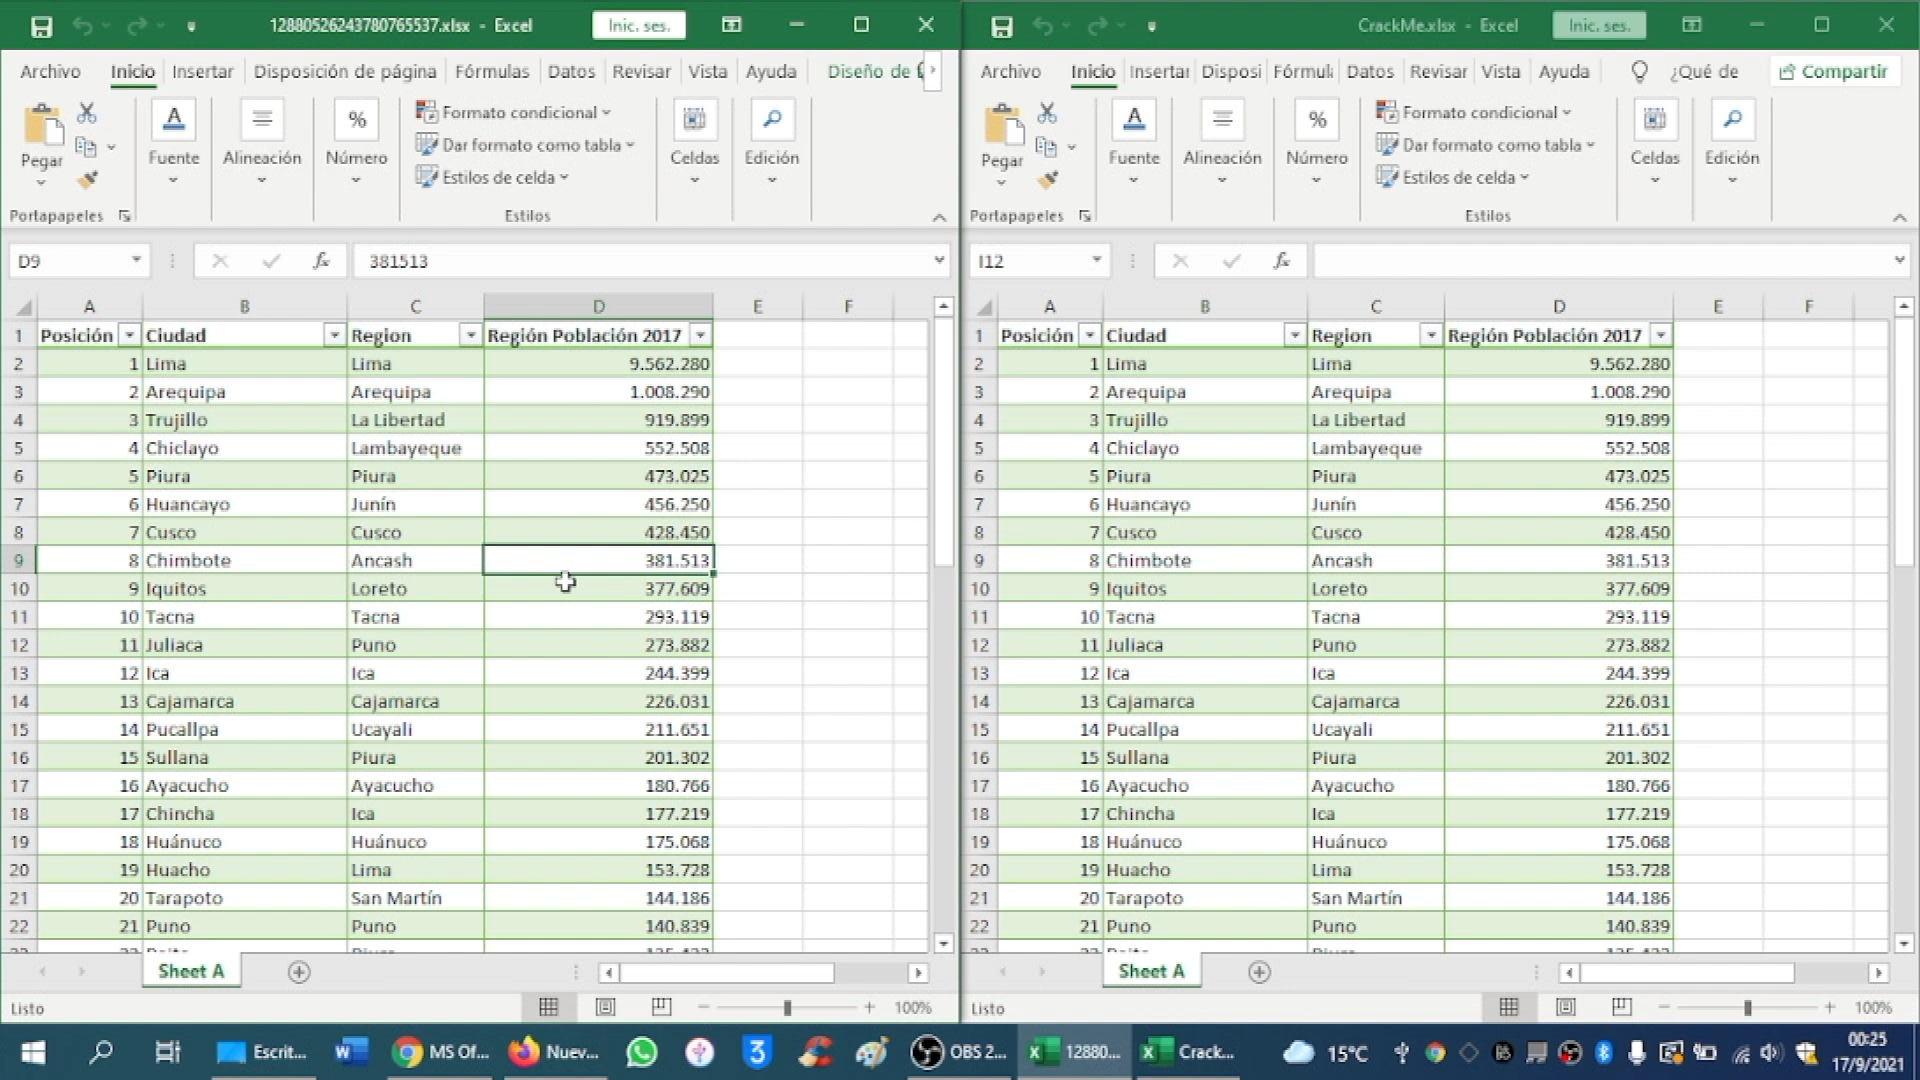 12880526243780765537.xlsx - Excel
Inic. ses.
Archivo Inicio Insertar Disposición de página Fórmulas Datos Revisar Vista Ayuda Diseño de
Pegar
Fuente
Alineación
Número
Formato condicional
Dar formato como tabla
Estilos de celda
Celdas
Edición
Portapapeles
Estilos
D9
381513
A B C D E F
1 Posición Ciudad Region Región Población 2017
2 1 Lima Lima 9.562.280
3 2 Arequipa Arequipa 1.008.290
4 3 Trujillo La Libertad 919.899
5 4 Chiclayo Lambayeque 552.508
6 5 Piura Piura 473.025
7 6 Huancayo Junín 456.250
8 7 Cusco Cusco 428.450
9 8 Chimbote Ancash 381.513
10 9 Iquitos Loreto 377.609
11 10 Tacna Tacna 293.119
12 11 Juliaca Puno 273.882
13 12 Ica Ica 244.399
14 13 Cajamarca Cajamarca 226.031
15 14 Pucallpa Ucayali 211.651
16 15 Sullana Piura 201.302
17 16 Ayacucho Ayacucho 180.766
18 17 Chincha Ica 177.219
19 18 Huánuco Huánuco 175.068
20 19 Huacho Lima 153.728
21 20 Tarapoto San Martín 144.186
22 21 Puno Puno 140.839
Sheet A
Listo
100%
CrackMe.xlsx - Excel
Inic. ses.
Archivo Inicio Insertar Disposi Fórmul Datos Revisar Vista Ayuda ¿Qué de Compartir
Pegar
Fuente
Alineación
Número
Formato condicional
Dar formato como tabla
Estilos de celda
Celdas
Edición
Portapapeles
Estilos
I12
A B C D E F
1 Posición Ciudad Region Región Población 2017
2 1 Lima Lima 9.562.280
3 2 Arequipa Arequipa 1.008.290
4 3 Trujillo La Libertad 919.899
5 4 Chiclayo Lambayeque 552.508
6 5 Piura Piura 473.025
7 6 Huancayo Junín 456.250
8 7 Cusco Cusco 428.450
9 8 Chimbote Ancash 381.513
10 9 Iquitos Loreto 377.609
11 10 Tacna Tacna 293.119
12 11 Juliaca Puno 273.882
13 12 Ica Ica 244.399
14 13 Cajamarca Cajamarca 226.031
15 14 Pucallpa Ucayali 211.651
16 15 Sullana Piura 201.302
17 16 Ayacucho Ayacucho 180.766
18 17 Chincha Ica 177.219
19 18 Huánuco Huánuco 175.068
20 19 Huacho Lima 153.728
21 20 Tarapoto San Martín 144.186
22 21 Puno Puno 140.839
Sheet A
Listo
100%
Escrit... MS Of... Nuev... OBS 2... 12880... Crack... 15°C
00:25
17/9/2021